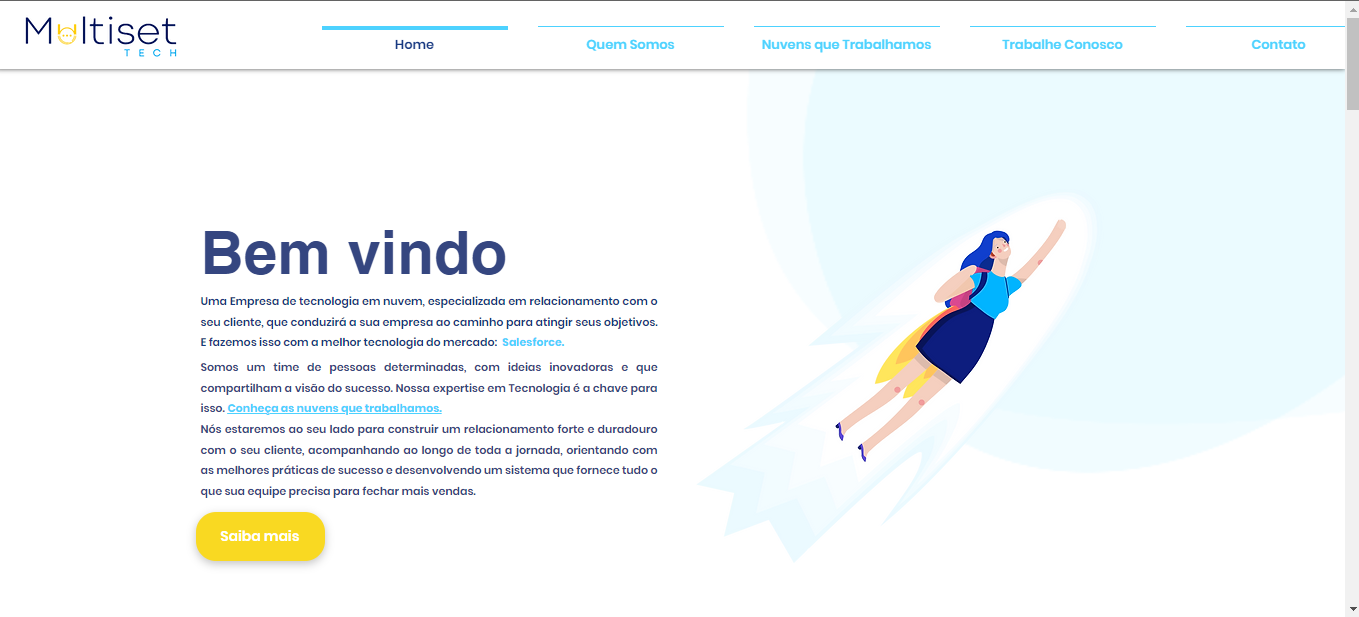 Multiset
TECH
Home
Quem Somos
Nuvens que Trabalhamos
Trabalhe Conosco
Contato
Bem vindo
Uma Empresa de tecnologia em nuvem, especializada em relacionamento com o
seu cliente, que conduzirá a sua empresa ao caminho para atingir seus objetivos.
E fazemos isso com a melhor tecnologia do mercado: Salesforce.
Somos um time de pessoas determinadas, com ideias inovadoras e que
compartilham a visão do sucesso. Nossa expertise em Tecnologia é a chave para
isso. Conheça as nuvens que trabalhamos.
Nós estaremos ao seu lado para construir um relacionamento forte e duradouro
com o seu cliente, acompanhando ao longo de toda a jornada, orientando com
as melhores práticas de sucesso e desenvolvendo um sistema que fornece tudo o
que sua equipe precisa para fechar mais vendas.
Saiba mais